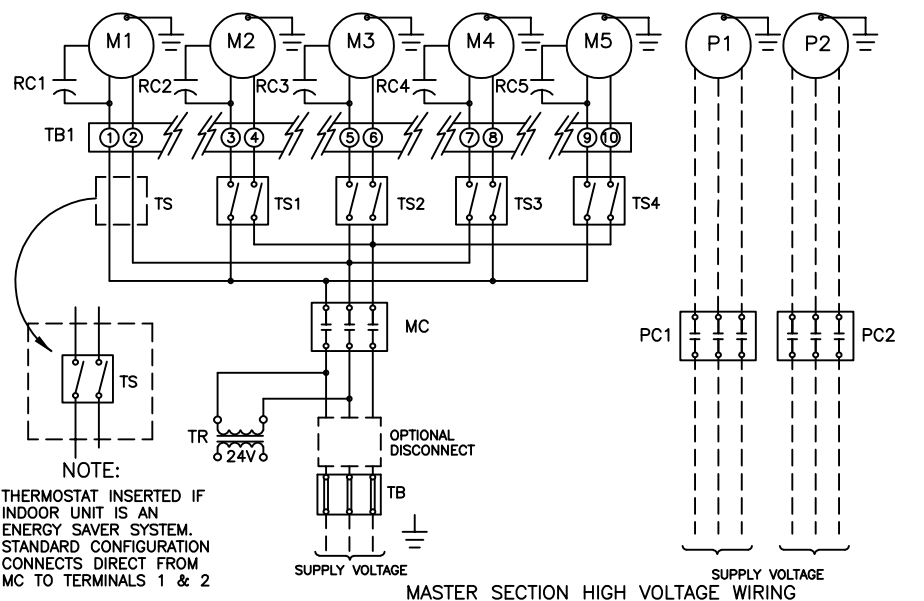 M1
M2
M3
M4
M5
P1
P2
RC1
RC2
RC3
RC4
RC5
TB1
1
2
3
4
5
6
7
8
9
10
TS
TS1
TS2
TS3
TS4
MC
PC1
PC2
TS
TR
24V
OPTIONAL
DISCONNECT
TB
NOTE:
THERMOSTAT INSERTED IF
INDOOR UNIT IS AN
ENERGY SAVER SYSTEM.
STANDARD CONFIGURATION
CONNECTS DIRECT FROM
MC TO TERMINALS 1 & 2
SUPPLY VOLTAGE
SUPPLY VOLTAGE
MASTER SECTION HIGH VOLTAGE WIRING